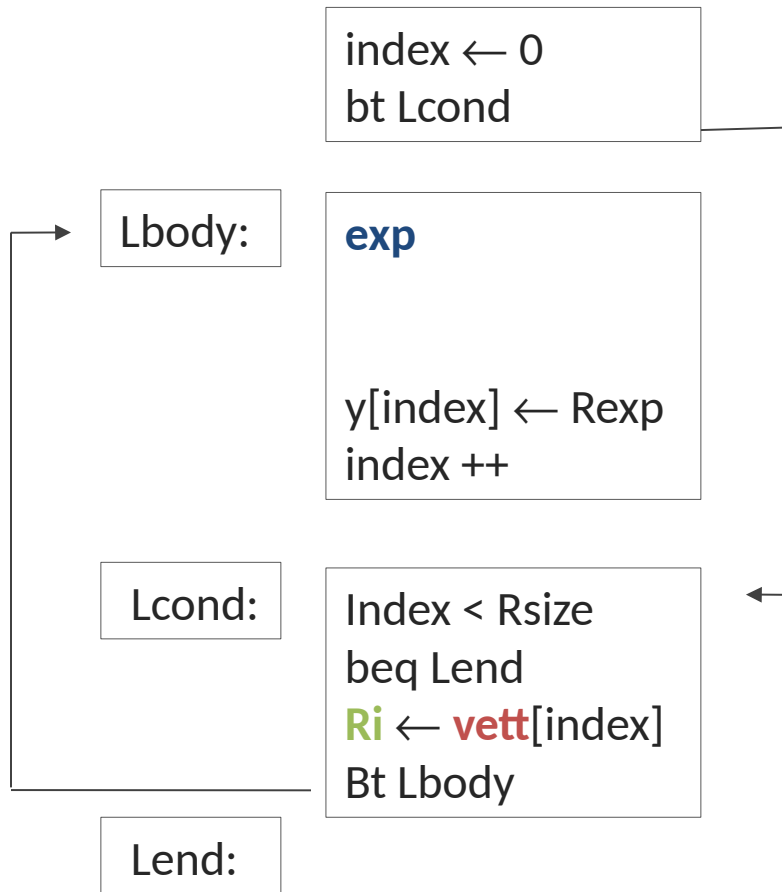 index ← 0
bt Lcond
Lbody:
exp
y[index] ← Rexp
index ++
Lcond:
Index < Rsize
beq Lend
Ri ← vett[index]
Bt Lbody
Lend: